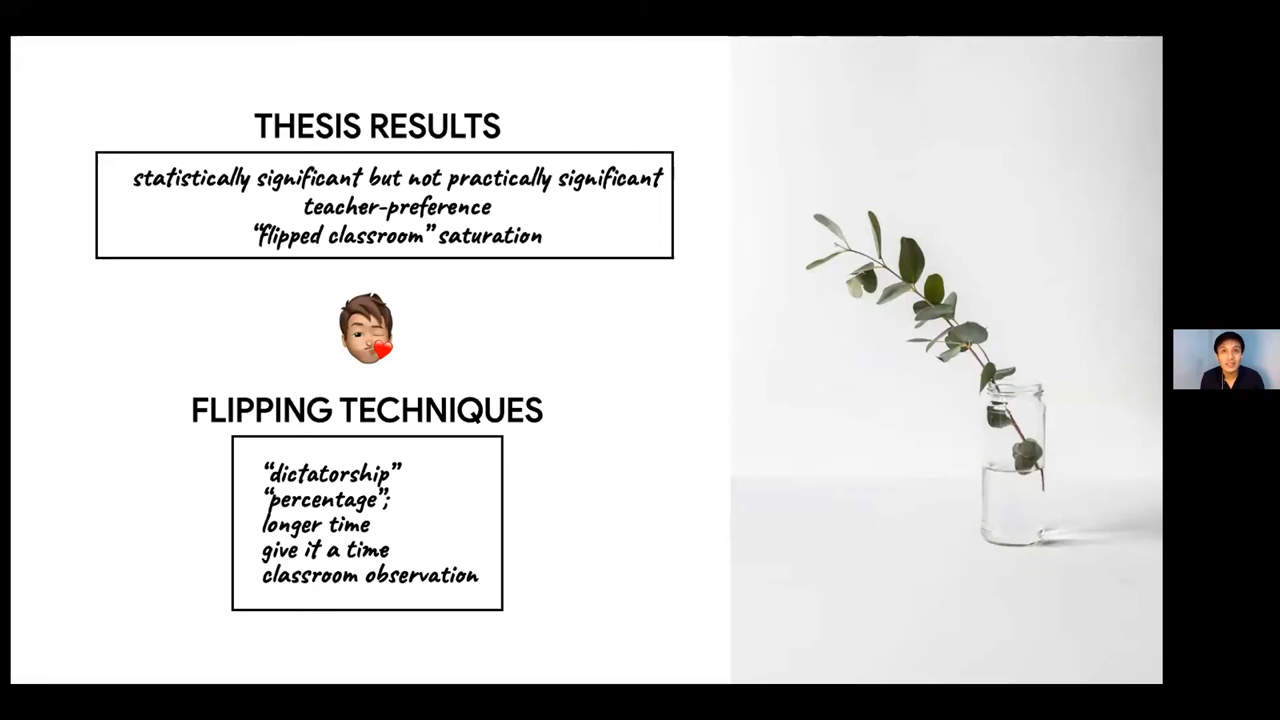 THESIS RESULTS
statistically significant but not practically significant
teacher-preference
“flipped classroom” saturation
FLIPPING TECHNIQUES
“dictatorship”
“percentage”;
longer time
give it a time
classroom observation